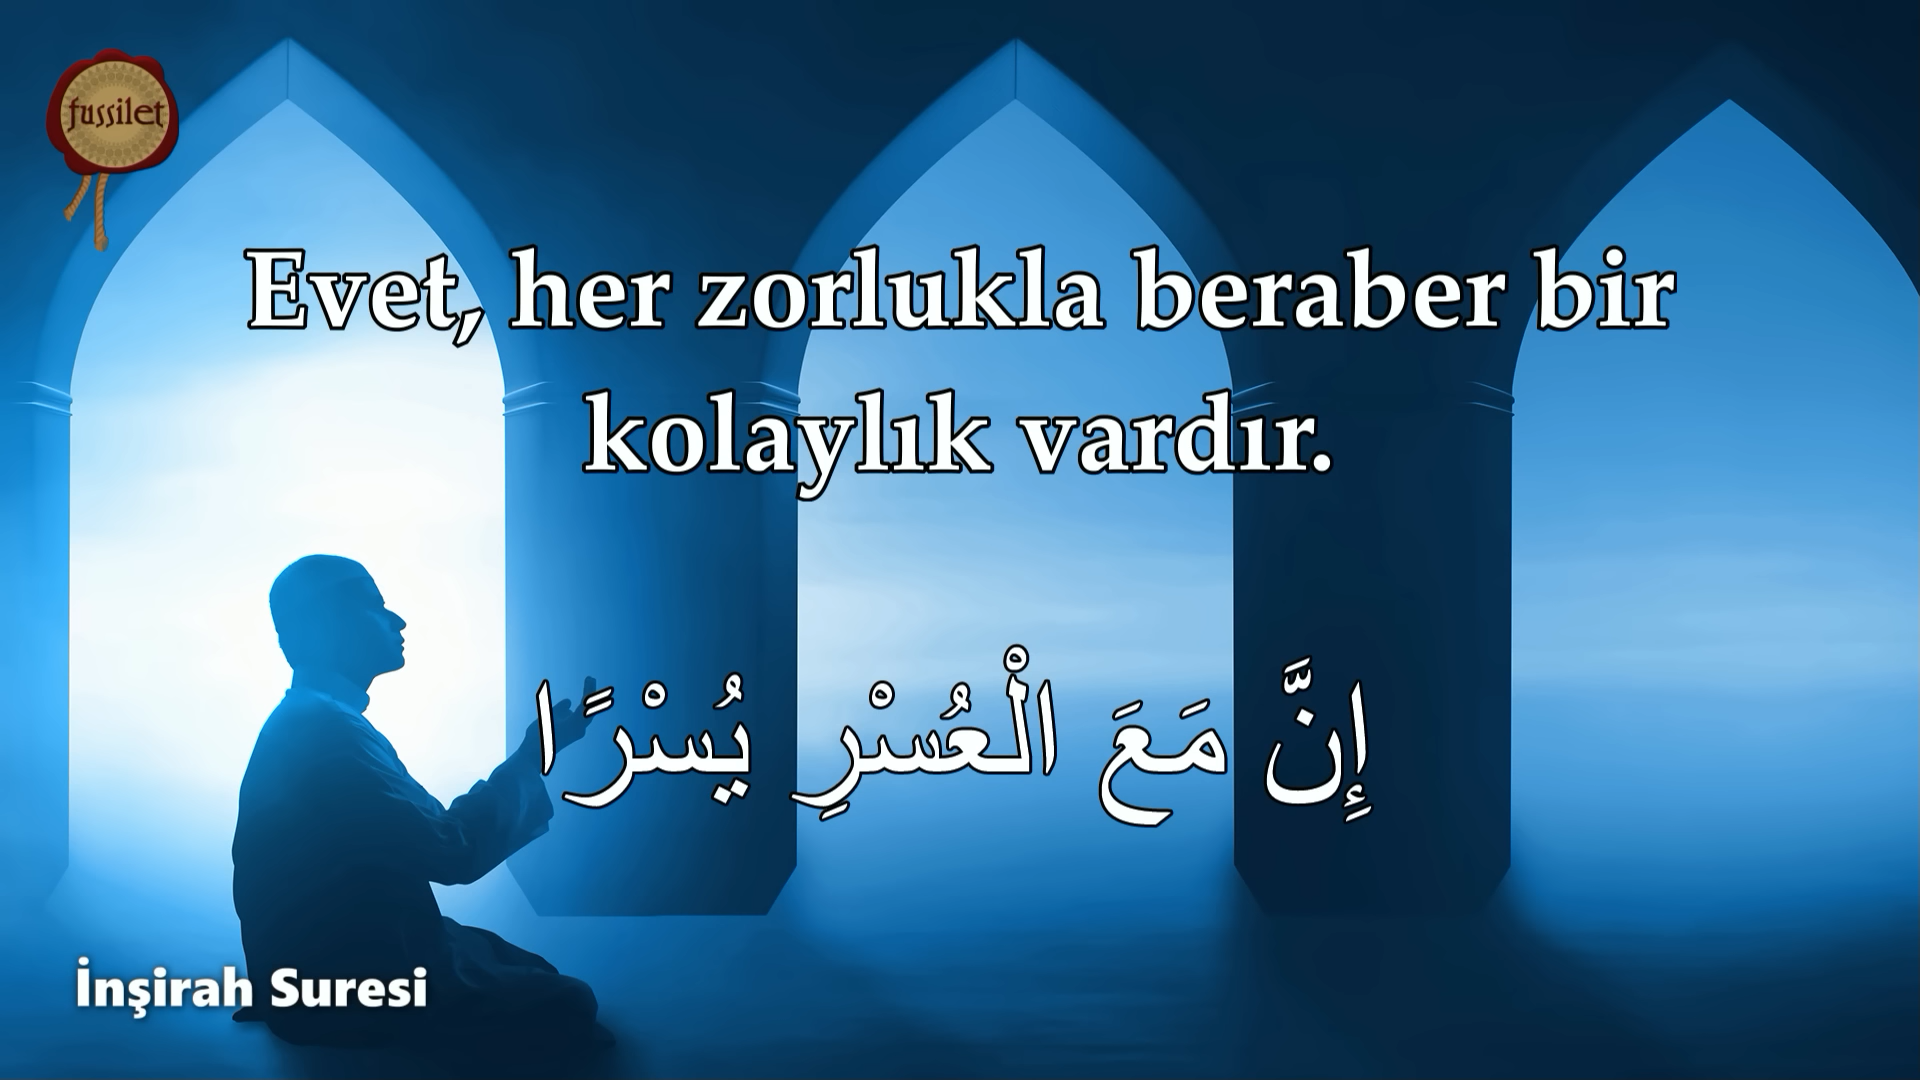 fussilet
Evet, her zorlukla beraber bir
kolaylık vardır.
إِنَّ مَعَ الْعُسْرِ يُسْرًا
İnşirah Suresi